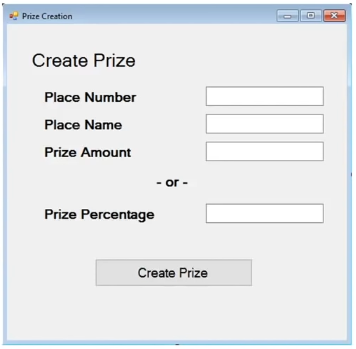 Prize Creation
Create Prize
Place Number
Place Name
Prize Amount
- or -
Prize Percentage
Create Prize